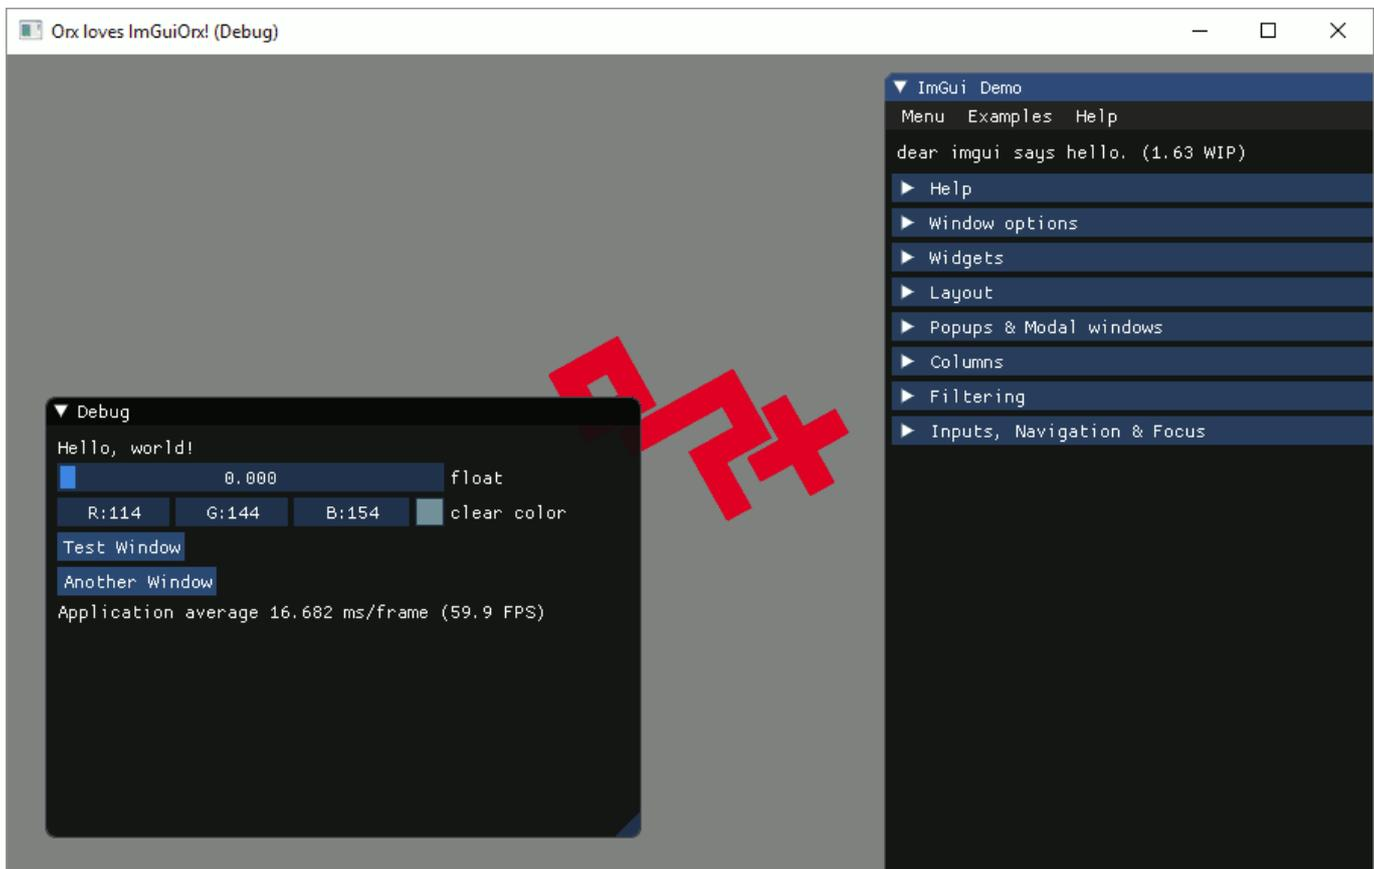 Orx loves ImGuiOrx! (Debug)
ImGui Demo
Menu Examples Help
dear imgui says hello. (1.63 WIP)
Help
Window options
Widgets
Layout
Popups & Modal windows
Columns
Filtering
Inputs, Navigation & Focus
orx
Debug
Hello, world!
0.000 float
R:114 G:144 B:154 clear color
Test Window
Another Window
Application average 16.682 ms/frame (59.9 FPS)